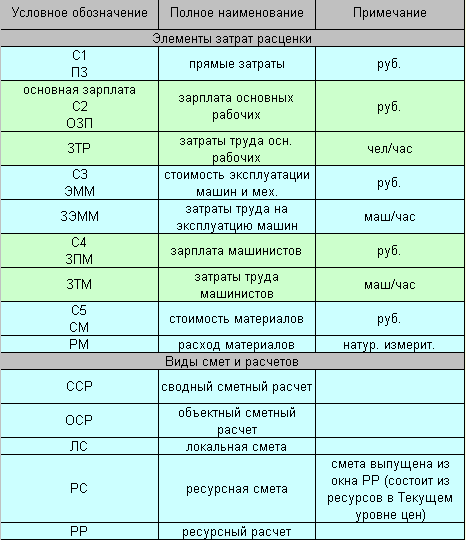 Условное обозначение Полное наименование Примечание
Элементы затрат расценки
С1
ПЗ
прямые затраты
руб.
основная зарплата
С2
ОЗП
зарплата основных
рабочих
руб.
ЗТР
затраты труда осн.
рабочих
чел/час
С3
ЭММ
стоимость эксплуатации
машин и мех.
руб.
ЗЭММ
затраты труда на
эксплуатцию машин
маш/час
С4
ЗПМ
зарплата машинистов
руб.
ЗТМ
затраты труда
машинистов
маш/час
С5
СМ
стоимость материалов
руб.
РМ
расход материалов
натур. измерит.
Виды смет и расчетов
ССР
сводный сметный расчет
ОСР
объектный сметный
расчет
ЛС
локальная смета
РС
ресурсная смета
смета выпущена из
окна РР (состоит из
ресурсов в Текущем
уровне цен)
РР
ресурсный расчет